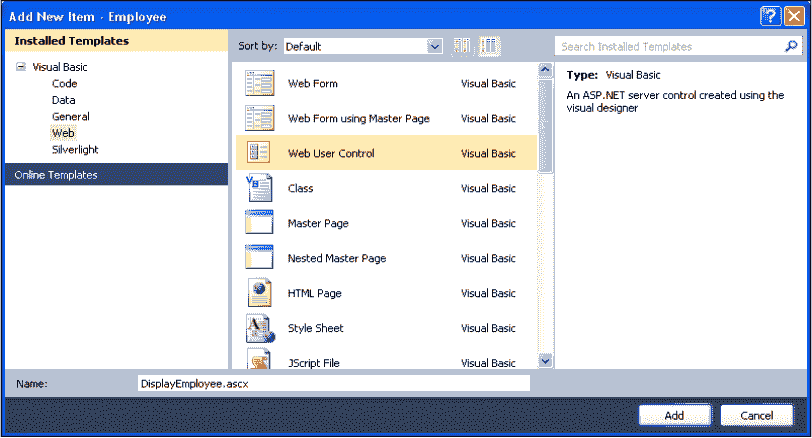 Add New Item - Employee
Installed Templates
Sort by: Default
Search Installed Templates
Visual Basic
Code
Data
General
Web
Silverlight
Online Templates
Web Form Visual Basic
Web Form using Master Page Visual Basic
Web User Control Visual Basic
Class Visual Basic
Master Page Visual Basic
Nested Master Page Visual Basic
HTML Page Visual Basic
Style Sheet Visual Basic
JScript File Visual Basic
Type: Visual Basic
An ASP.NET server control created using the
visual designer
Name: DisplayEmployee.ascx
Add Cancel